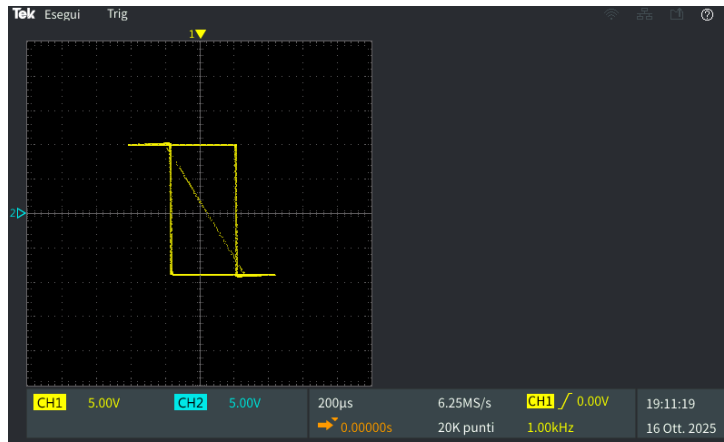 Tek Esegui Trig
1
2
CH1 5.00V CH2 5.00V 200µs 6.25MS/s CH1 0.00V 19:11:19
0.00000s 20K punti 1.00kHz 16 Ott. 2025